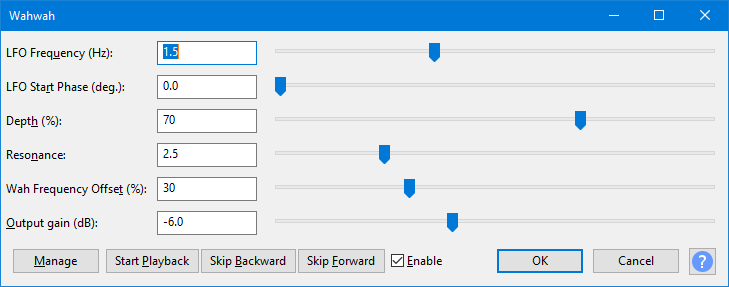 Wahwah
LFO Frequency (Hz): 1.5
LFO Start Phase (deg.): 0.0
Depth (%): 70
Resonance: 2.5
Wah Frequency Offset (%): 30
Output gain (dB): -6.0
Manage Start Playback Skip Backward Skip Forward Enable OK Cancel ?